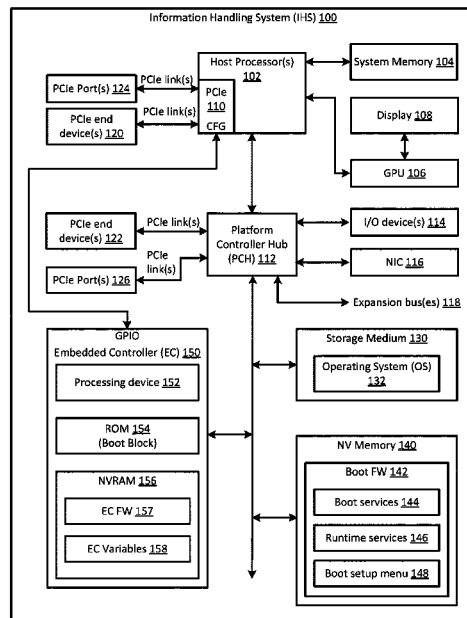 Information Handling System (IHS) 100
Host Processor(s)
102
PCIe
110
CFG
System Memory 104
PCIe Port(s) 124
PCIe link(s)
PCIe end
device(s) 120
PCIe link(s)
Display 108
GPU 106
PCIe end
device(s) 122
PCIe link(s)
Platform
Controller Hub
(PCH) 112
I/O device(s) 114
PCIe
link(s)
PCIe Port(s) 126
NIC 116
Expansion bus(es) 118
GPIO
Embedded Controller (EC) 150
Processing device 152
ROM 154
(Boot Block)
NVRAM 156
EC FW 157
EC Variables 158
Storage Medium 130
Operating System (OS)
132
NV Memory 140
Boot FW 142
Boot services 144
Runtime services 146
Boot setup menu 148